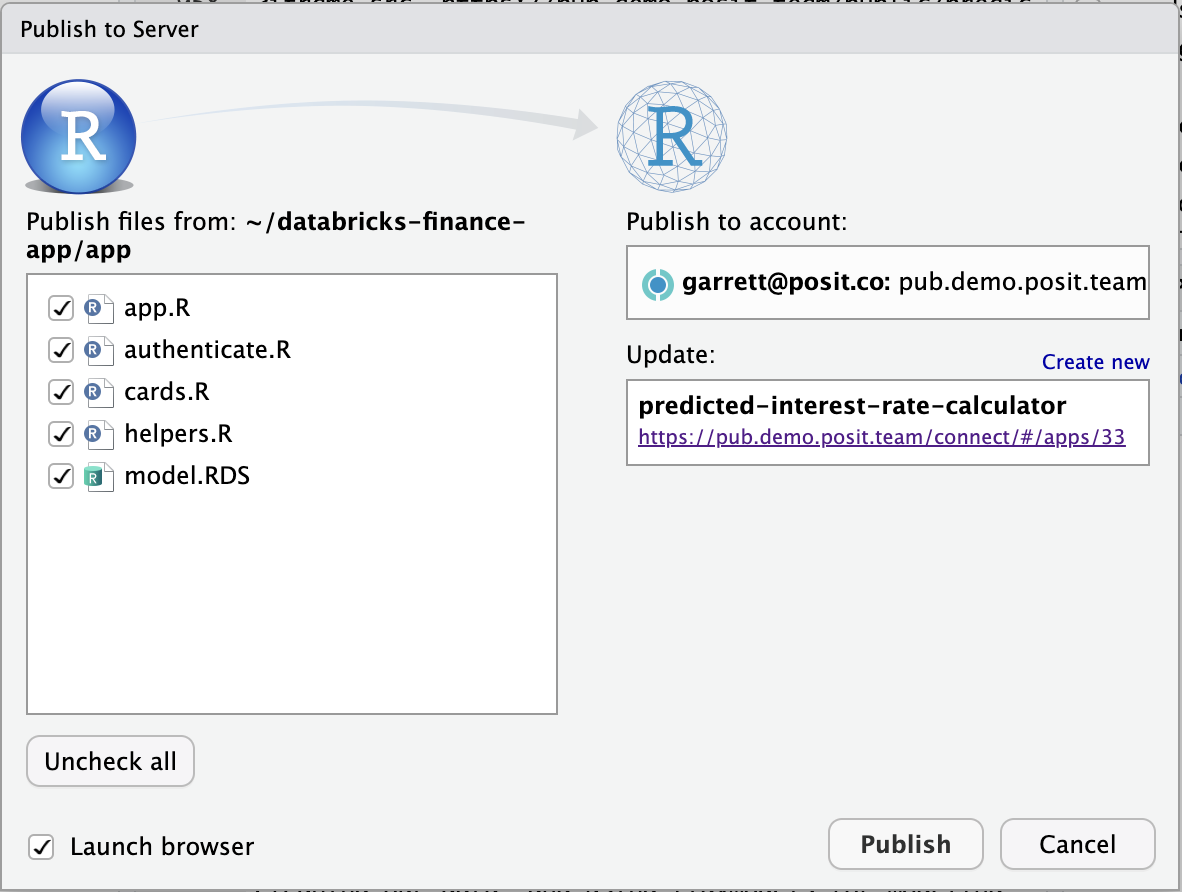 Publish to Server
R
R
Publish files from: ~/databricks-finance-
app/app
app.R
authenticate.R
cards.R
helpers.R
model.RDS
Uncheck all
Launch browser
Publish to account:
garrett@posit.co: pub.demo.posit.team
Update:
Create new
predicted-interest-rate-calculator
https://pub.demo.posit.team/connect/#/apps/33
Publish
Cancel